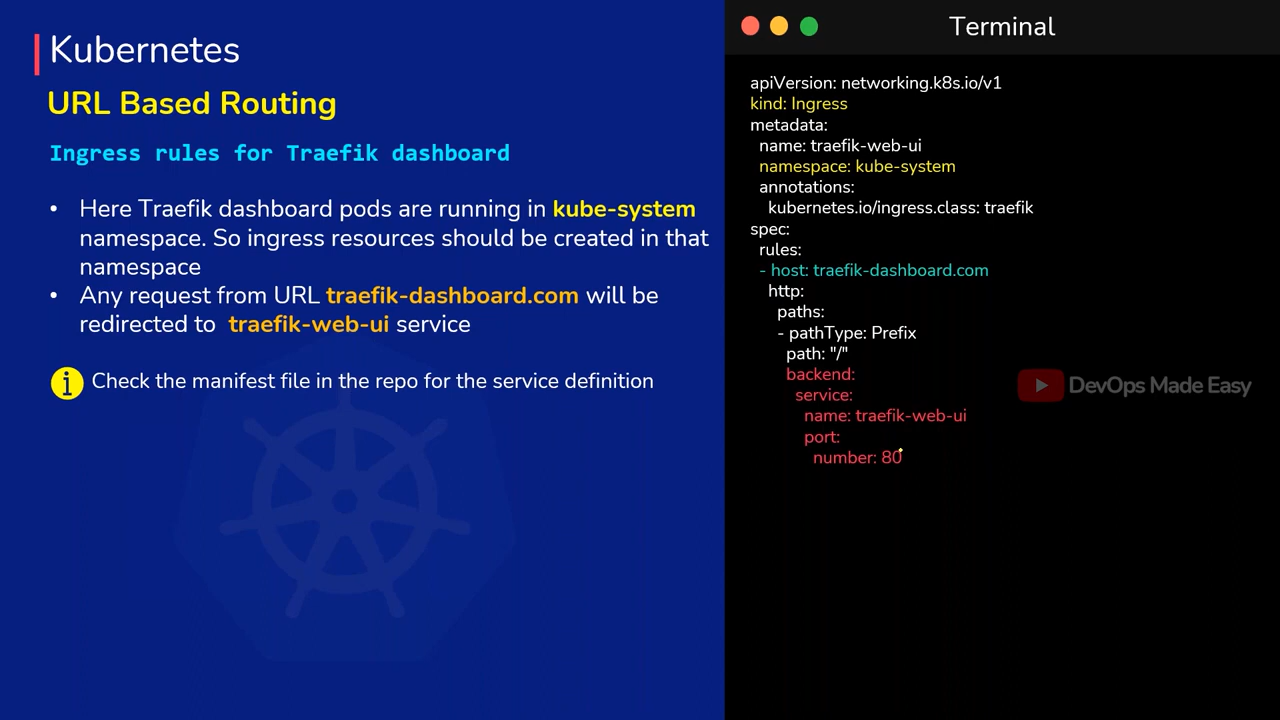 Kubernetes
URL Based Routing
Ingress rules for Traefik dashboard
• Here Traefik dashboard pods are running in kube-system
namespace. So ingress resources should be created in that
namespace
• Any request from URL traefik-dashboard.com will be
redirected to traefik-web-ui service
i Check the manifest file in the repo for the service definition
Terminal
apiVersion: networking.k8s.io/v1
kind: Ingress
metadata:
  name: traefik-web-ui
  namespace: kube-system
  annotations:
    kubernetes.io/ingress.class: traefik
spec:
  rules:
  - host: traefik-dashboard.com
    http:
      paths:
      - pathType: Prefix
        path: "/"
        backend:
          service:
            name: traefik-web-ui
            port:
              number: 80
DevOps Made Easy